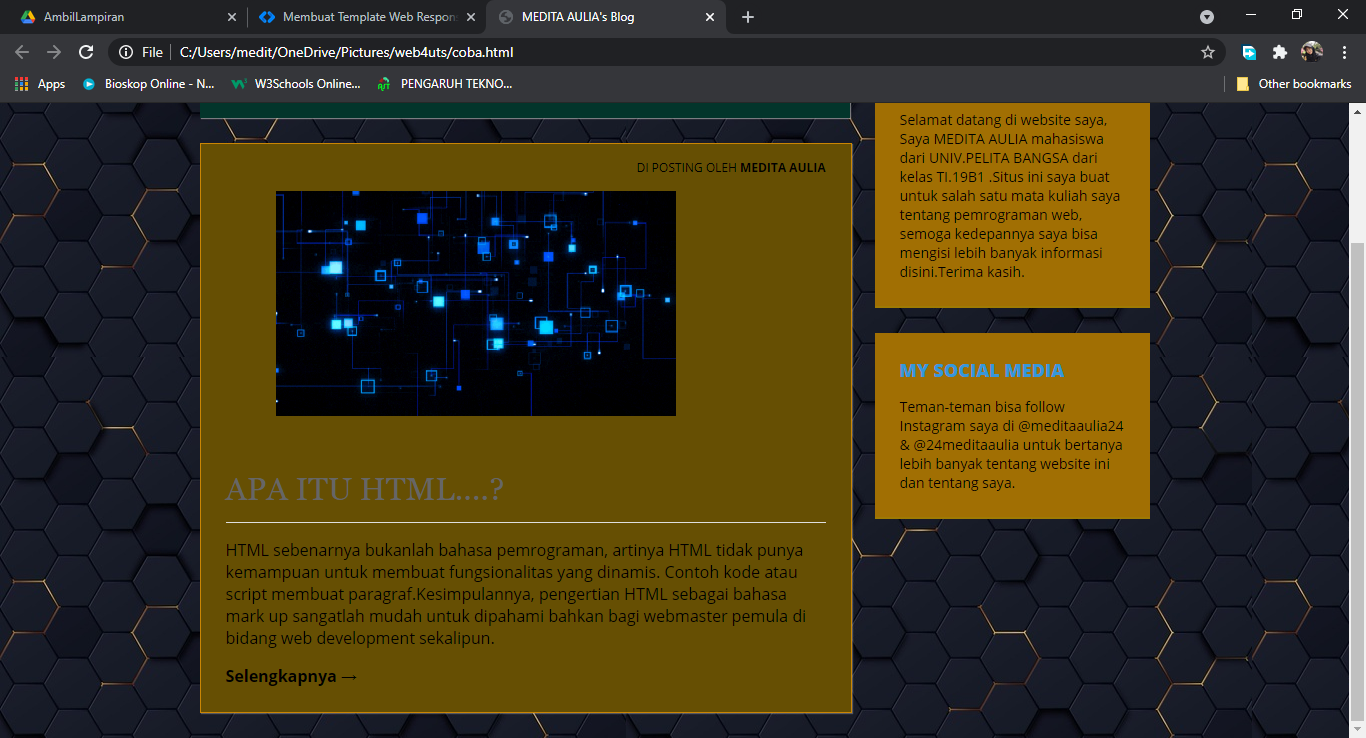 AmbilLampiran
Membuat Template Web Respon
MEDITA AULIA's Blog
File
C:/Users/medit/OneDrive/Pictures/web4uts/coba.html
Apps
Bioskop Online - N...
W3Schools Online...
PENGARUH TEKNO...
Other bookmarks
DI POSTING OLEH MEDITA AULIA
APA ITU HTML....?
HTML sebenarnya bukanlah bahasa pemrograman, artinya HTML tidak punya
kemampuan untuk membuat fungsionalitas yang dinamis. Contoh kode atau
script membuat paragraf.Kesimpulannya, pengertian HTML sebagai bahasa
mark up sangatlah mudah untuk dipahami bahkan bagi webmaster pemula di
bidang web development sekalipun.
Selengkapnya →
Selamat datang di website saya,
Saya MEDITA AULIA mahasiswa
dari UNIV.PELITA BANGSA dari
kelas TI.19B1 .Situs ini saya buat
untuk salah satu mata kuliah saya
tentang pemrograman web,
semoga kedepannya saya bisa
mengisi lebih banyak informasi
disini.Terima kasih.
MY SOCIAL MEDIA
Teman-teman bisa follow
Instagram saya di @meditaaulia24
& @24meditaaulia untuk bertanya
lebih banyak tentang website ini
dan tentang saya.